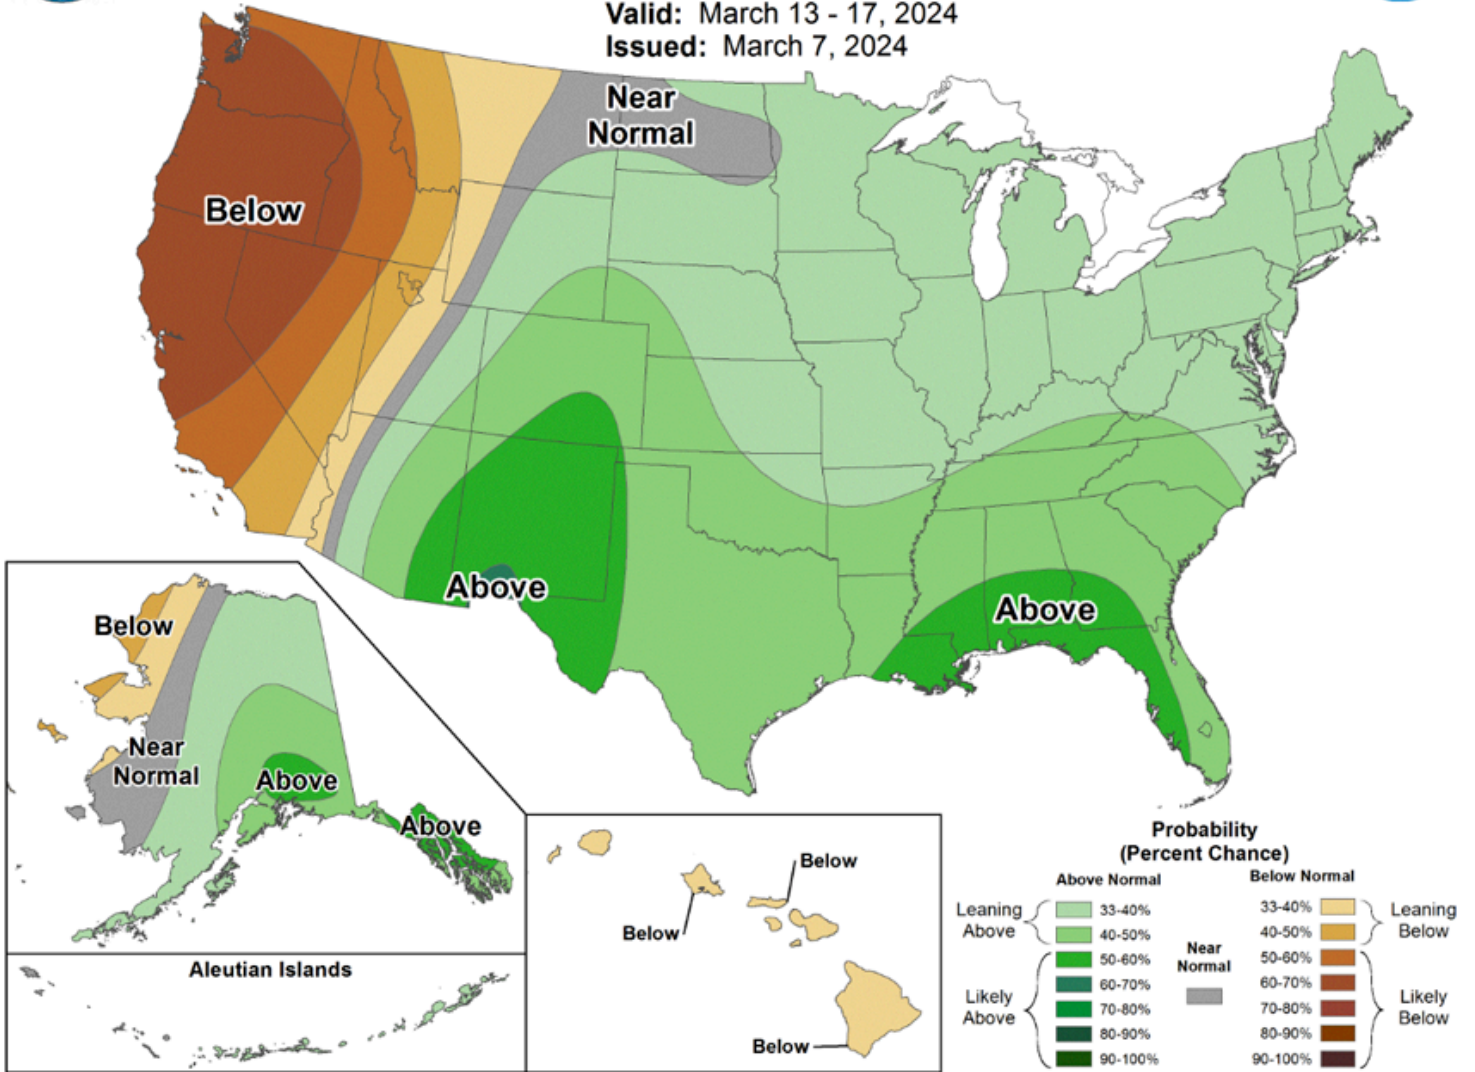 Valid: March 13 - 17, 2024
Issued: March 7, 2024
Near
Normal
Below
Above
Above
Below
Near
Normal
Above
Above
Aleutian Islands
Below
Below
Below
Probability
(Percent Chance)
Above Normal
Below Normal
Leaning
Above
33-40%
40-50%
Likely
Above
50-60%
60-70%
70-80%
80-90%
90-100%
Near
Normal
33-40%
40-50%
Leaning
Below
50-60%
60-70%
70-80%
80-90%
90-100%
Likely
Below